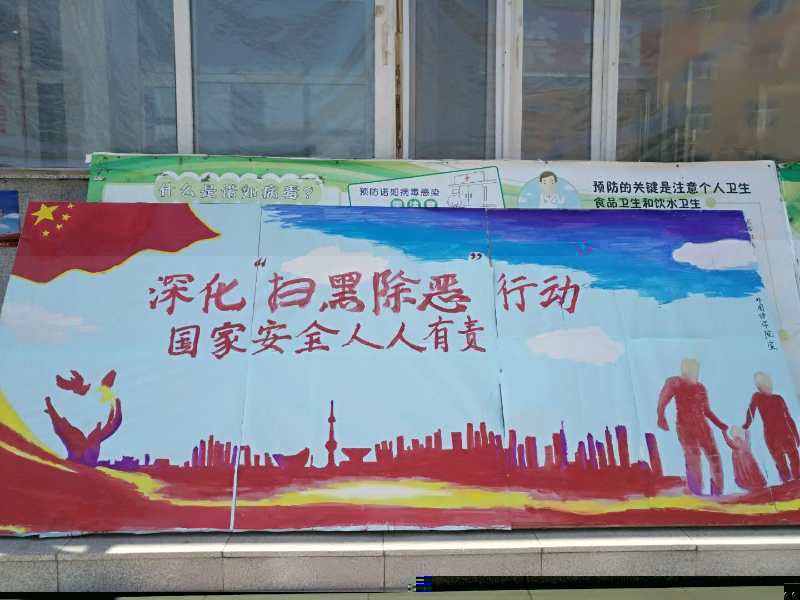 什么是诺如病毒?
预防诺如病毒感染
预防的关键是注意个人卫生
食品卫生和饮水卫生
深化“扫黑除恶”行动
国家安全人人有责